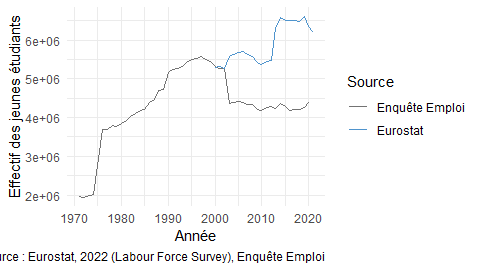 Effectif des jeunes étudiants
6e+06
5e+06
4e+06
3e+06
2e+06
1970 1980 1990 2000 2010 2020
Année
Source
Enquête Emploi
Eurostat
: Eurostat, 2022 (Labour Force Survey), Enquête Emploi